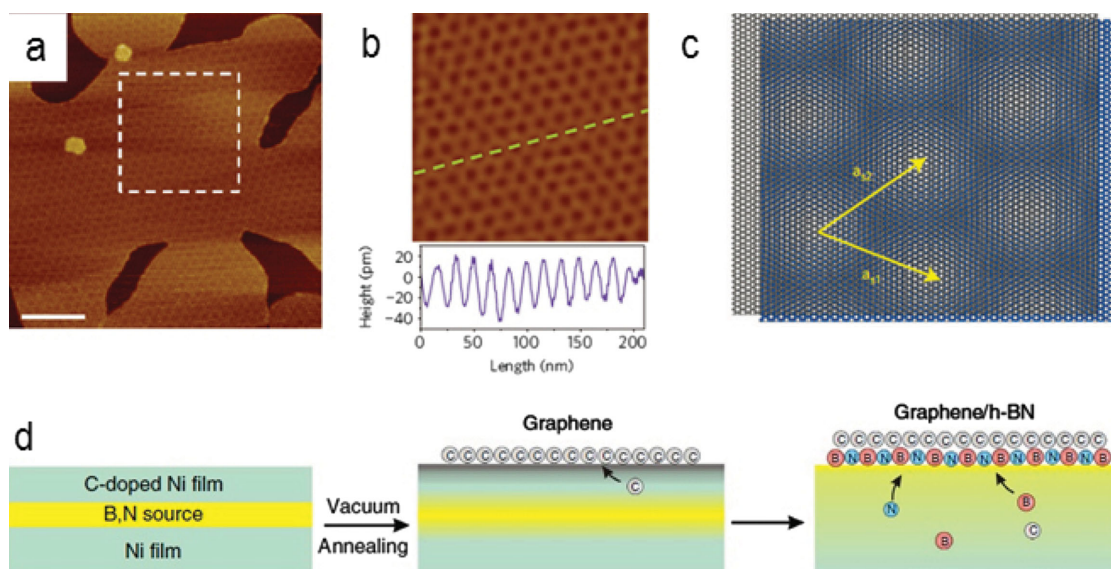 a
b
c
a_s2
a_s1
Height (pm)
20
0
−20
−40
0
50
100
150
200
Length (nm)
d
C-doped Ni film
B,N source
Ni film
Vacuum
Annealing
Graphene
C C C C C C C C C C C C C C C
C
Graphene/h-BN
C C C C C C C C C C C C C C C C
B N B N B N B N B N B N B N B N B
N
B
B
C